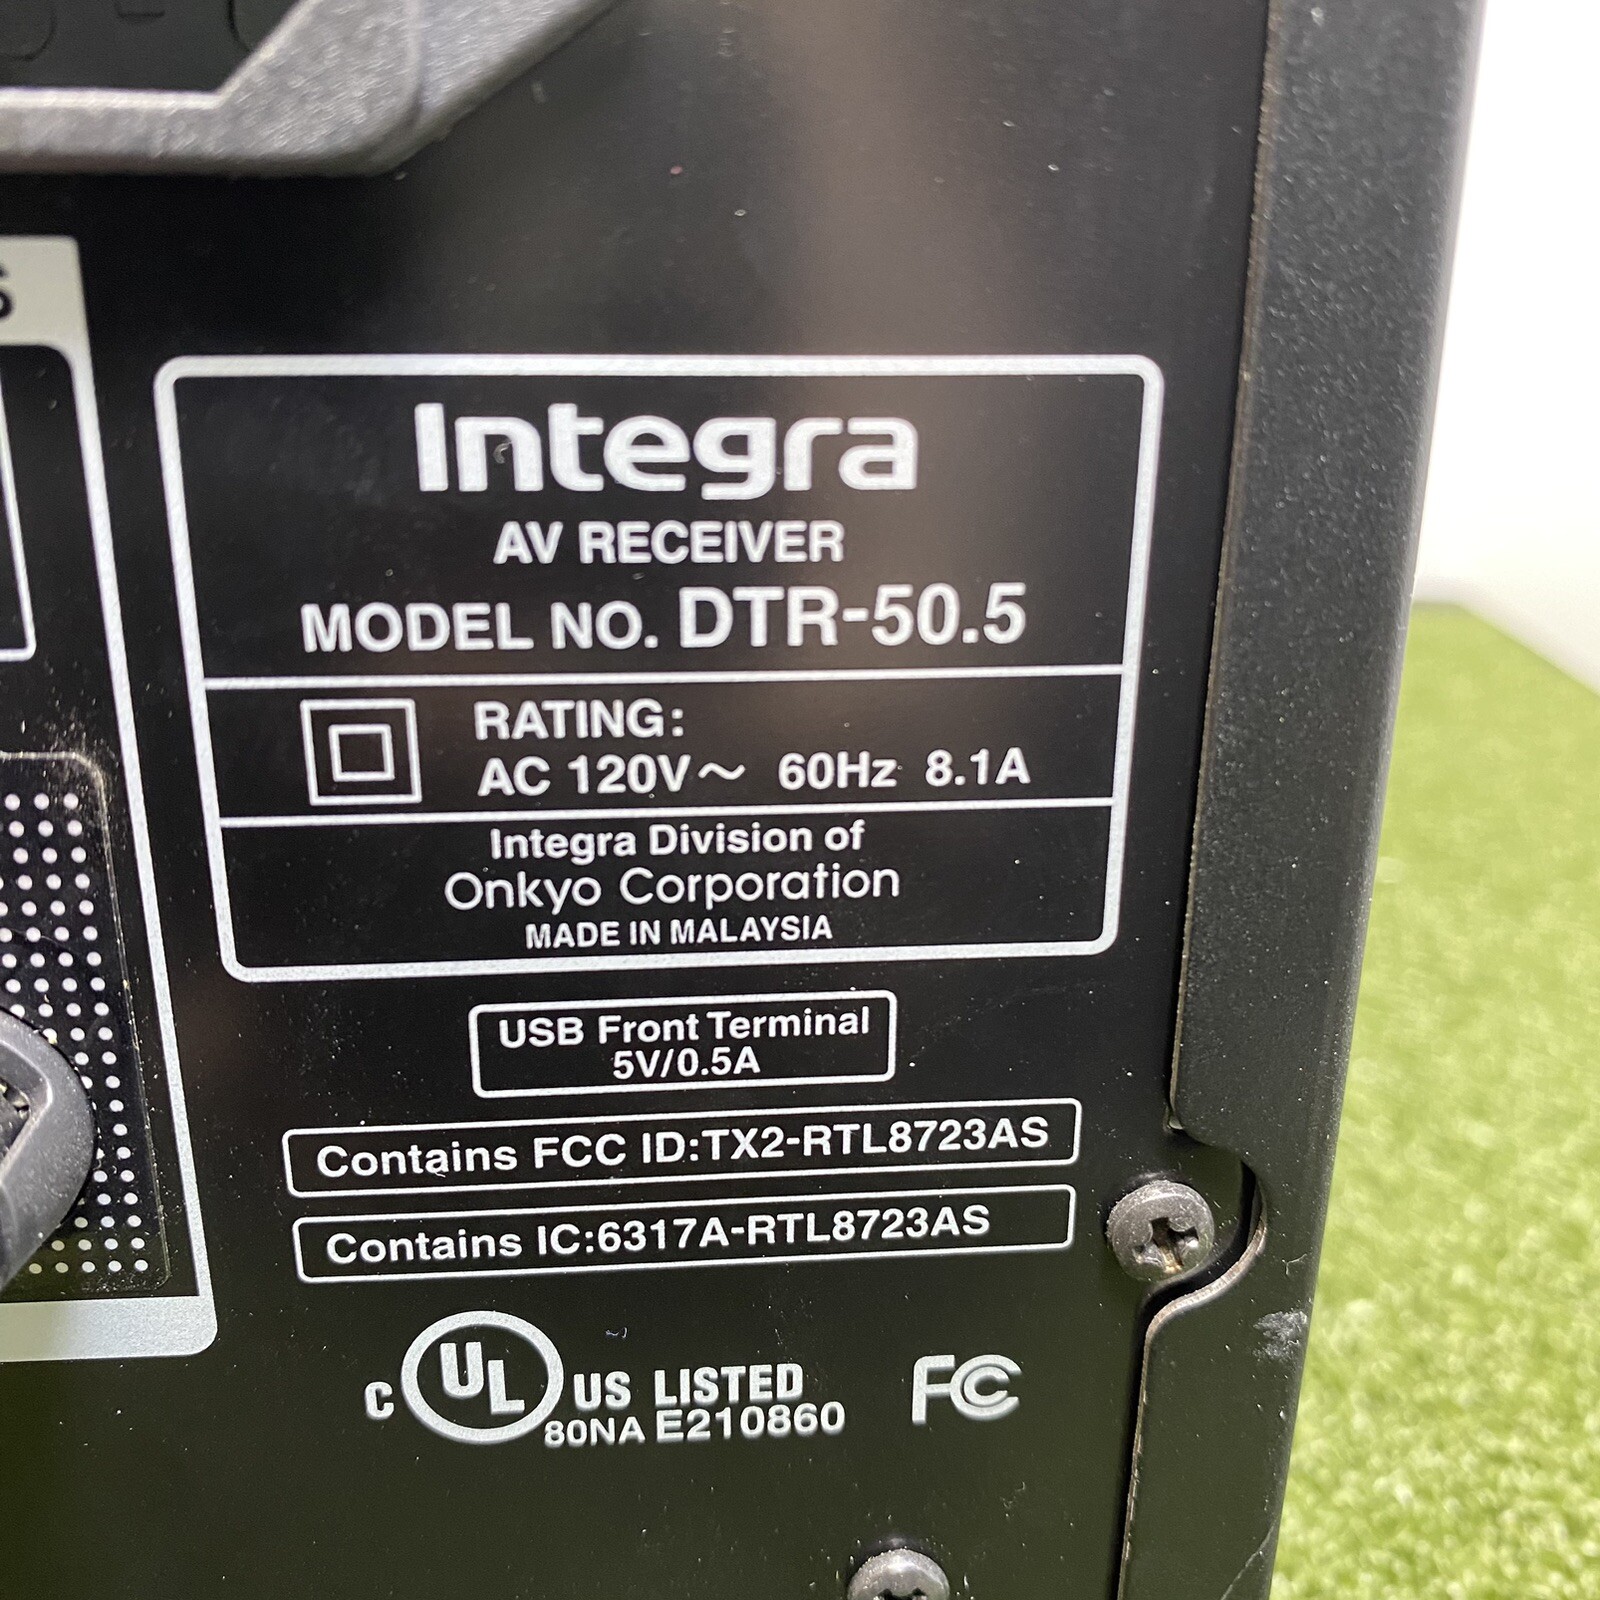 S
Integra
AV RECEIVER
MODEL NO. DTR-50.5
RATING:
AC 120V~ 60Hz 8.1A
Integra Division of
Onkyo Corporation
MADE IN MALAYSIA
USB Front Terminal
5V/0.5A
Contains FCC ID:TX2-RTL8723AS
Contains IC:6317A-RTL8723AS
C UL US LISTED
80NA E210860
FC